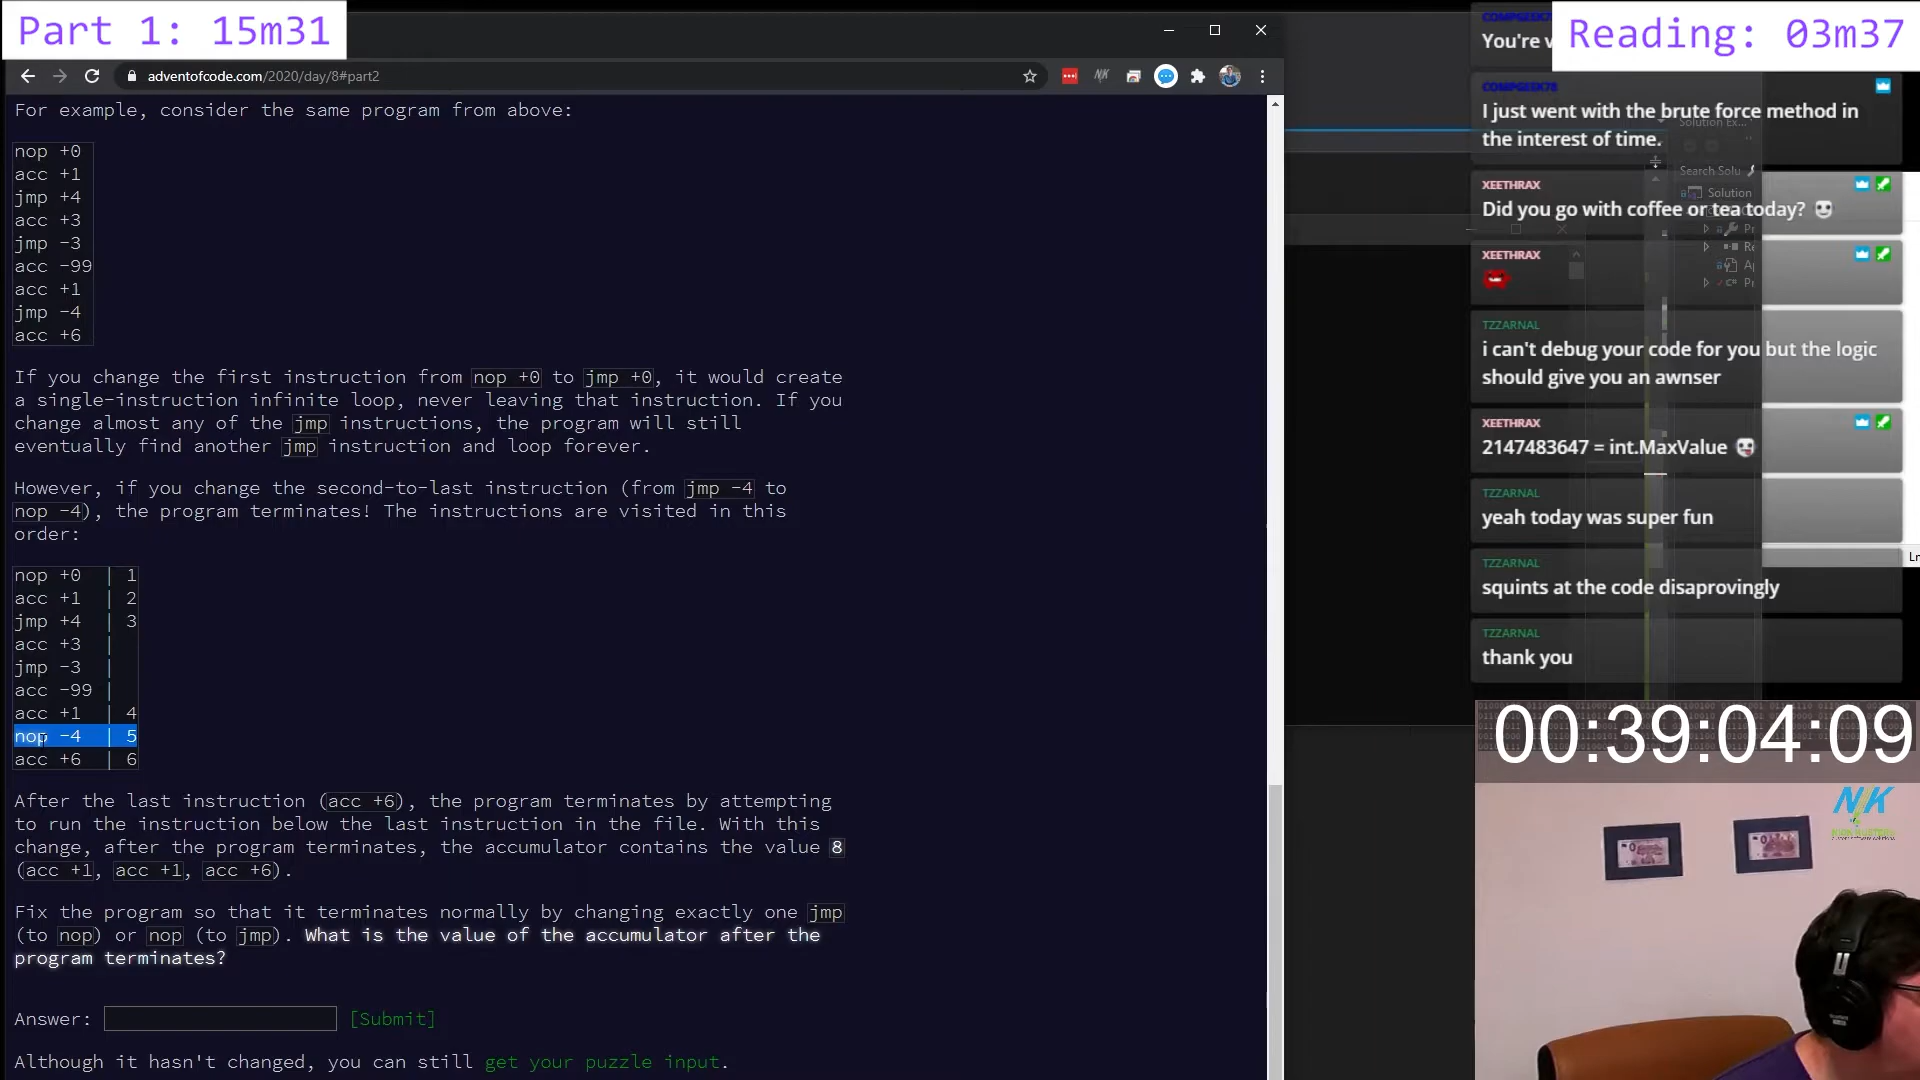 Part 1: 15m31
Reading: 03m37
adventofcode.com/2020/day/8#part2
For example, consider the same program from above:
nop +0
acc +1
jmp +4
acc +3
jmp -3
acc -99
acc +1
jmp -4
acc +6
If you change the first instruction from nop +0 to jmp +0, it would create
a single-instruction infinite loop, never leaving that instruction. If you
change almost any of the jmp instructions, the program will still
eventually find another jmp instruction and loop forever.
However, if you change the second-to-last instruction (from jmp -4 to
nop -4), the program terminates! The instructions are visited in this
order:
nop +0 | 1
acc +1 | 2
jmp +4 | 3
acc +3 |
jmp -3 |
acc -99 |
acc +1 | 4
nop -4 | 5
acc +6 | 6
After the last instruction (acc +6), the program terminates by attempting
to run the instruction below the last instruction in the file. With this
change, after the program terminates, the accumulator contains the value 8
(acc +1, acc +1, acc +6).
Fix the program so that it terminates normally by changing exactly one jmp
(to nop) or nop (to jmp). What is the value of the accumulator after the
program terminates?
Answer: [Submit]
Although it hasn't changed, you can still get your puzzle input.
You're
COMPGEEK78
I just went with the brute force method in
the interest of time.
XEETHRAX
Did you go with coffee or tea today?
XEETHRAX
TZZARNAL
i can't debug your code for you but the logic
should give you an awnser
XEETHRAX
2147483647 = int.MaxValue
TZZARNAL
yeah today was super fun
TZZARNAL
squints at the code disaprovingly
TZZARNAL
thank you
Solution Ex...
Search Solu
Solution
Ln
00:39:04:09
NK